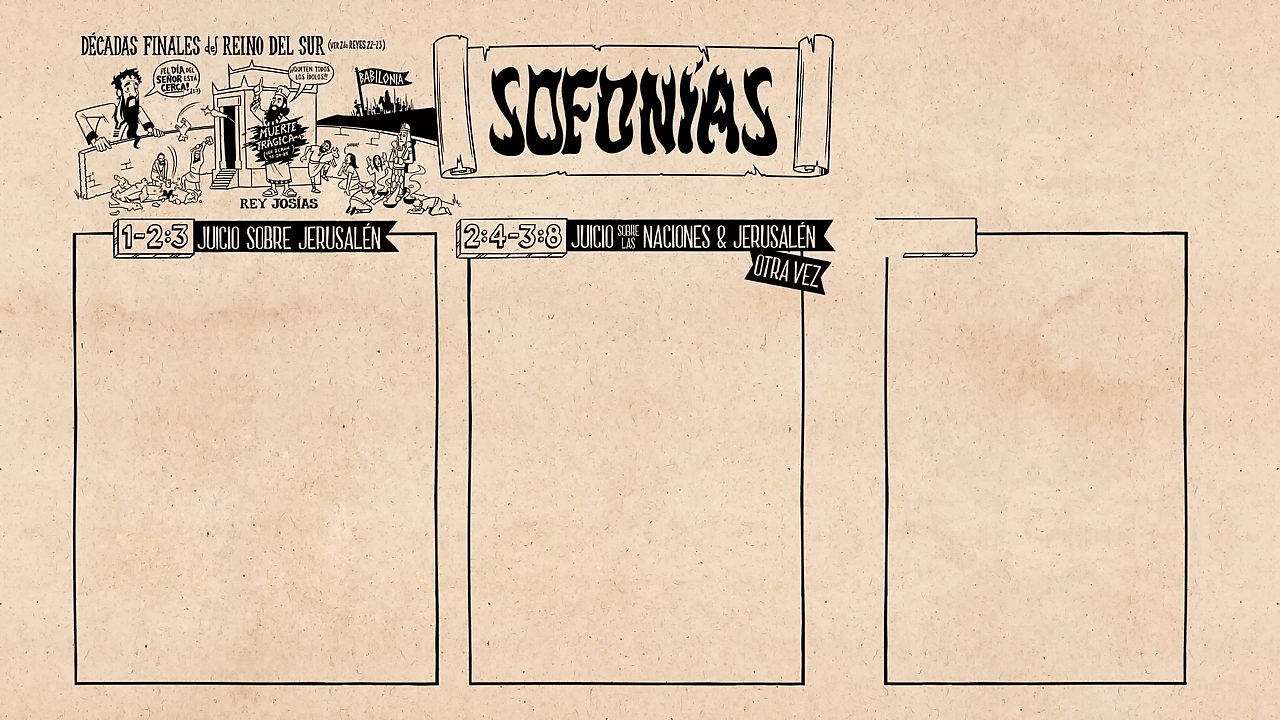 DÉCADAS FINALES del REINO DEL SUR (VER 2do REYES 22-23)
¡EL DÍA DEL
SEÑOR ESTÁ
CERCA!
¡QUITEN TODOS
LOS ÍDOLOS!
BABILONIA
MUERTE
TRÁGICA
REY JOSÍAS
SOFONÍAS
1-2:3 JUICIO SOBRE JERUSALÉN
2:4-3:8 JUICIO SOBRE LAS NACIONES & JERUSALÉN
OTRA VEZ